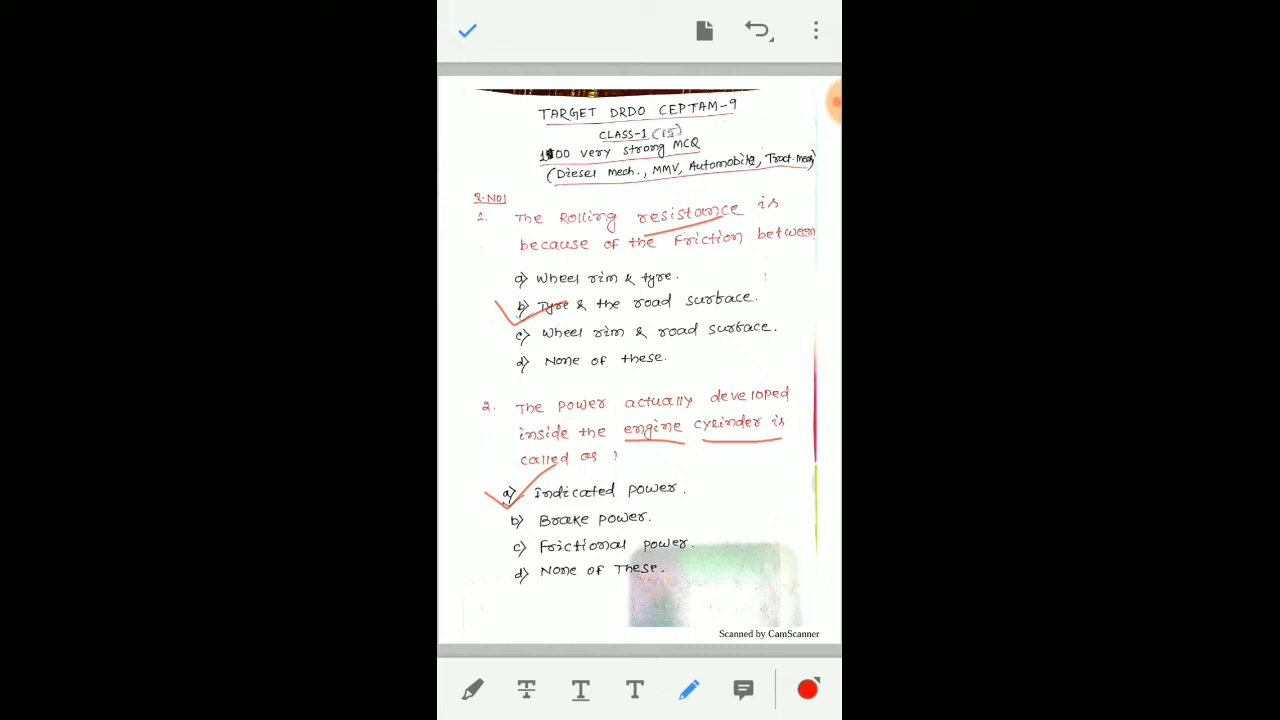 TARGET DRDO CEPTAM-9
CLASS-1 (15)
1500 very strong MCQ
(Diesel mech., MMV, Automobile, Tract. mech)
Q.NO1
1. The Rolling resistance is
because of the Friction between
a) Wheel rim & tyre.
b) Tyre & the road surface.
c) Wheel rim & road surface.
d) None of these.
2. The power actually developed
inside the engine cylinder is
called as ?
a) Indicated power.
b) Brake power.
c) Frictional power.
d) None of These.
Scanned by CamScanner
T
T
T